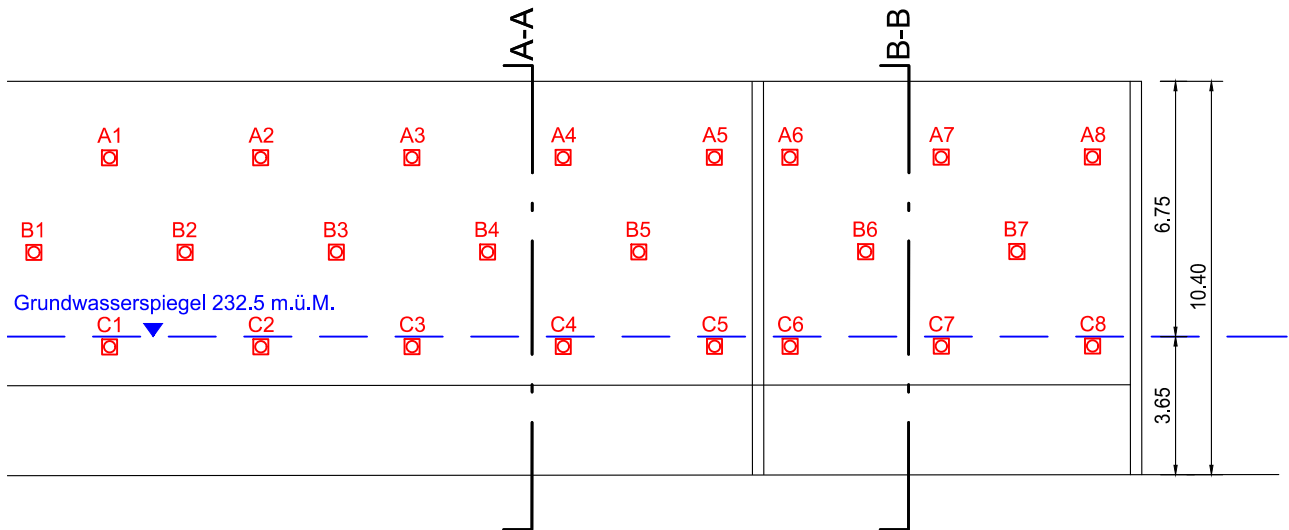 A-A
B-B
A1 A2 A3 A4 A5 A6 A7 A8
6.75
B1 B2 B3 B4 B5 B6 B7
10.40
Grundwasserspiegel 232.5 m.ü.M.
C1 C2 C3 C4 C5 C6 C7 C8
3.65